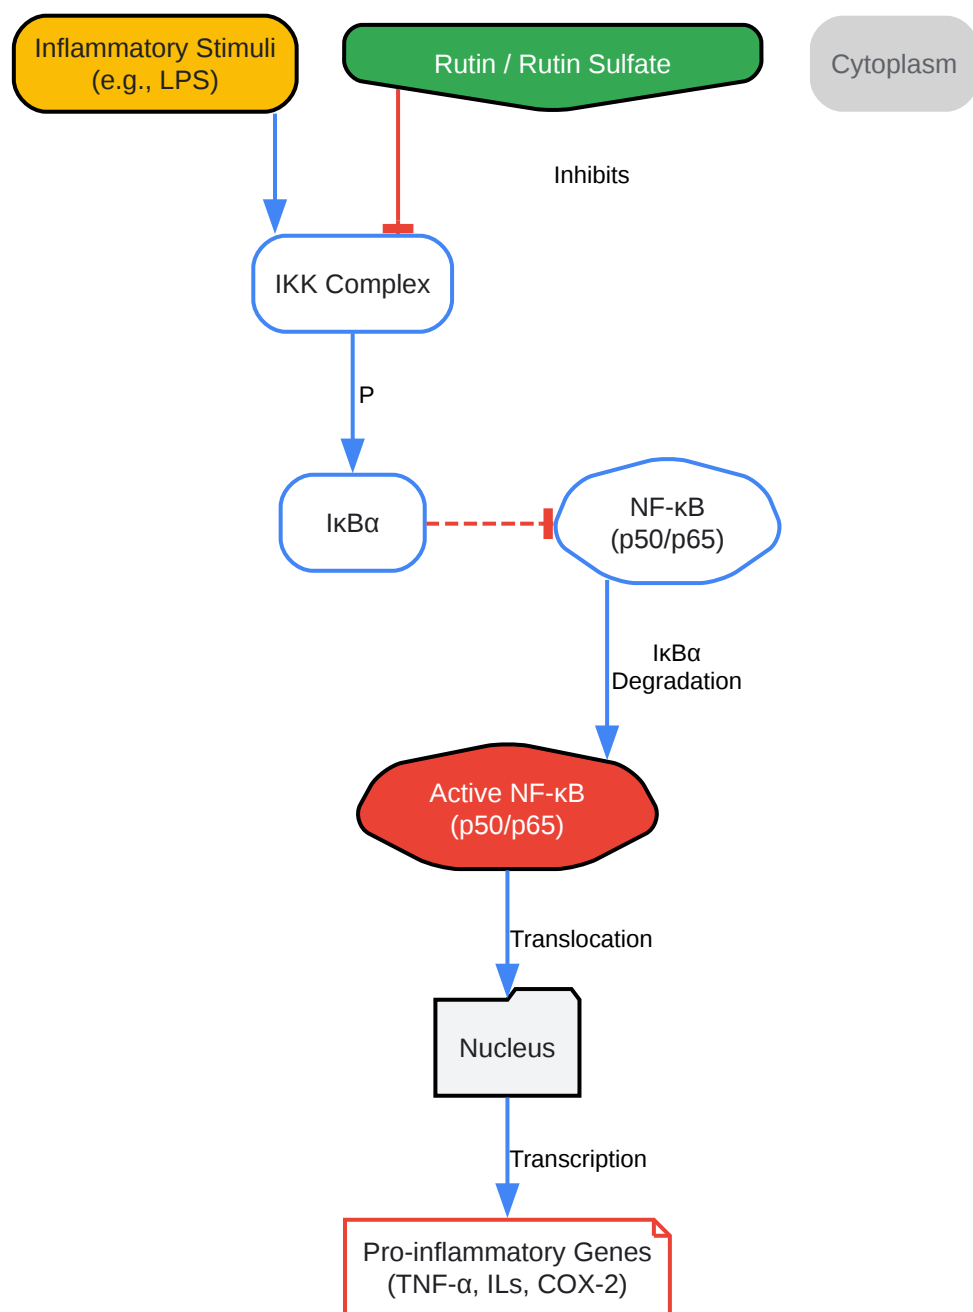 Inflammatory Stimuli
(e.g., LPS)
Rutin / Rutin Sulfate
Cytoplasm
Inhibits
IKK Complex
P
IκBα
NF-κB
(p50/p65)
IκBα
Degradation
Active NF-κB
(p50/p65)
Translocation
Nucleus
Transcription
Pro-inflammatory Genes
(TNF-α, ILs, COX-2)